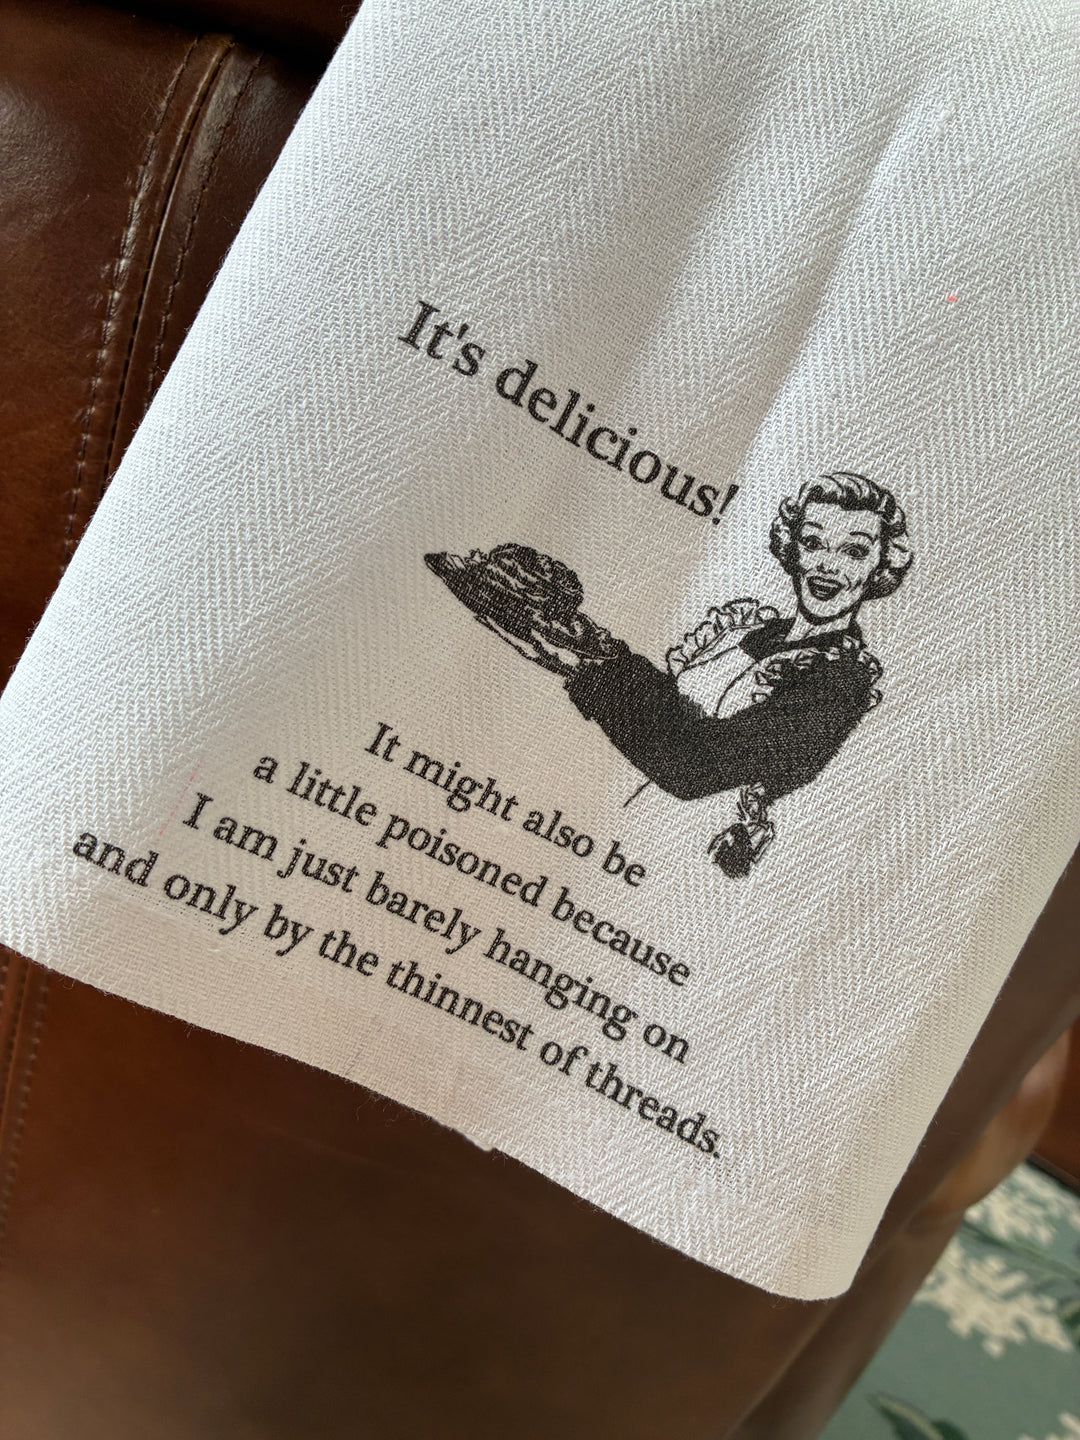 It's delicious!
It might also be
a little poisoned because
I am just barely hanging on
and only by the thinnest of threads.